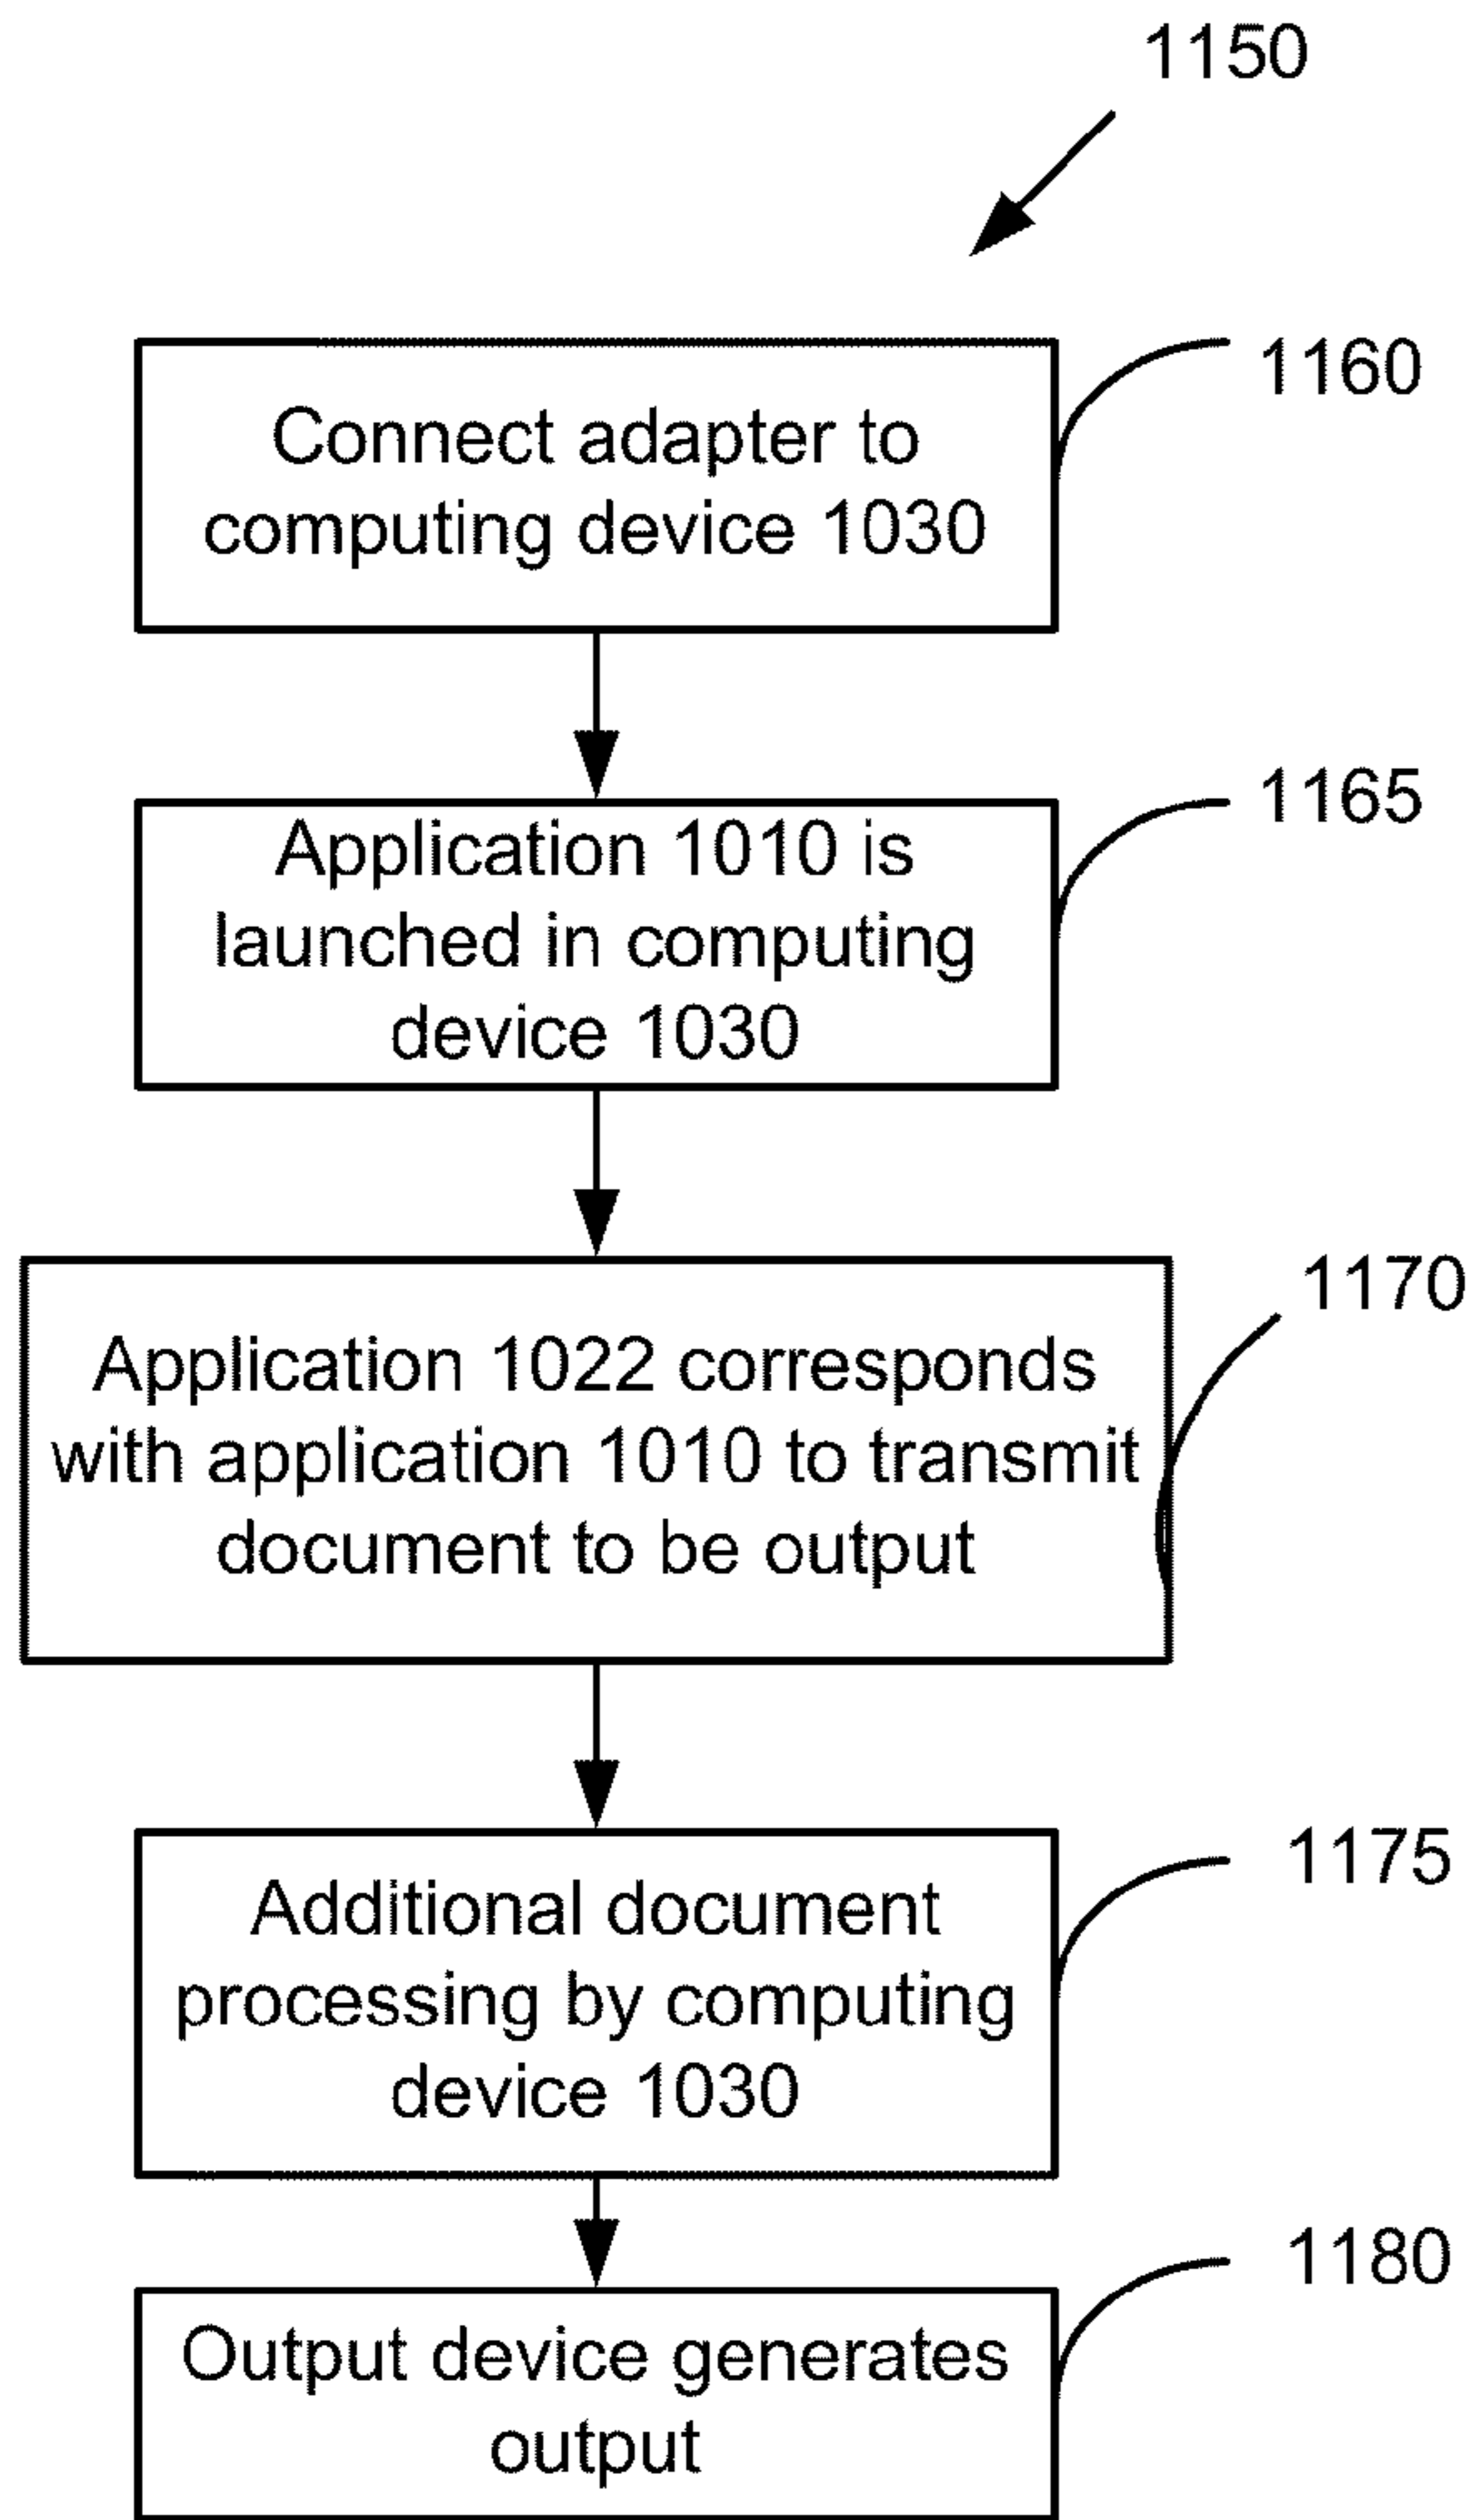 1150
1160
Connect adapter to
computing device 1030
1165
Application 1010 is
launched in computing
device 1030
1170
Application 1022 corresponds
with application 1010 to transmit
document to be output
1175
Additional document
processing by computing
device 1030
1180
Output device generates
output